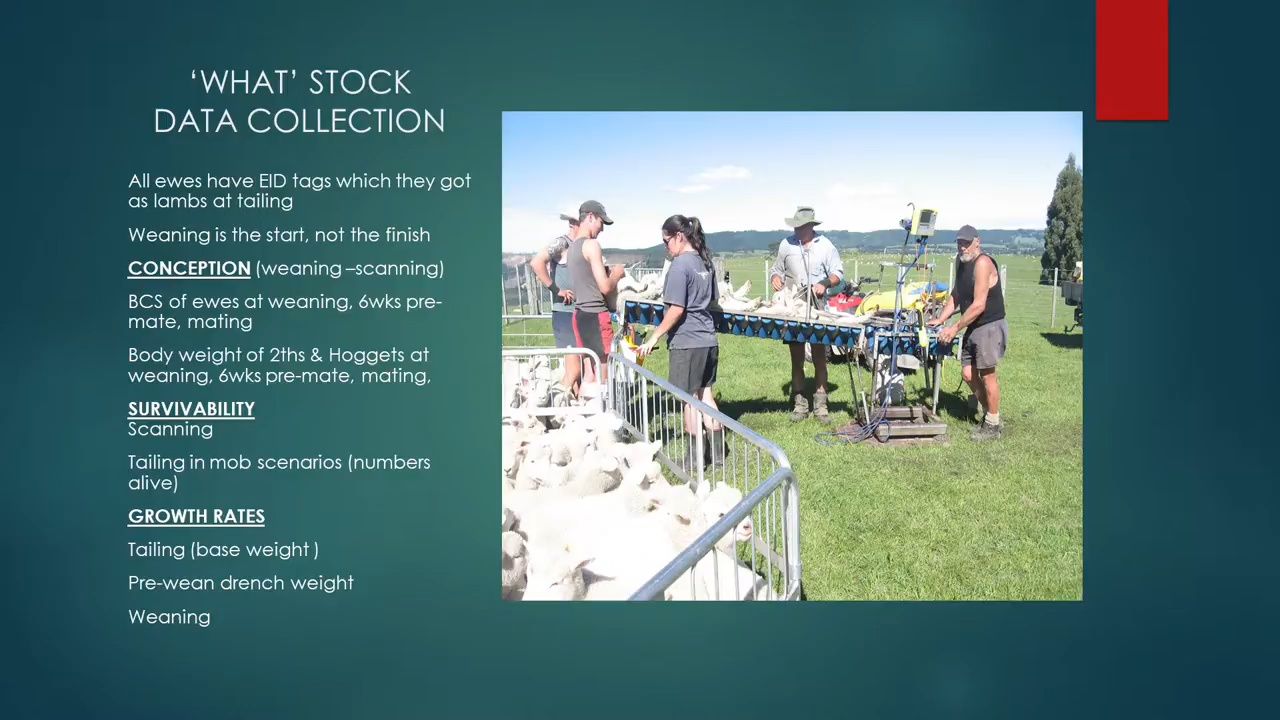 ‘WHAT’ STOCK
DATA COLLECTION
All ewes have EID tags which they got
as lambs at tailing
Weaning is the start, not the finish
CONCEPTION (weaning –scanning)
BCS of ewes at weaning, 6wks pre-
mate, mating
Body weight of 2ths & Hoggets at
weaning, 6wks pre-mate, mating,
SURVIVABILITY
Scanning
Tailing in mob scenarios (numbers
alive)
GROWTH RATES
Tailing (base weight )
Pre-wean drench weight
Weaning